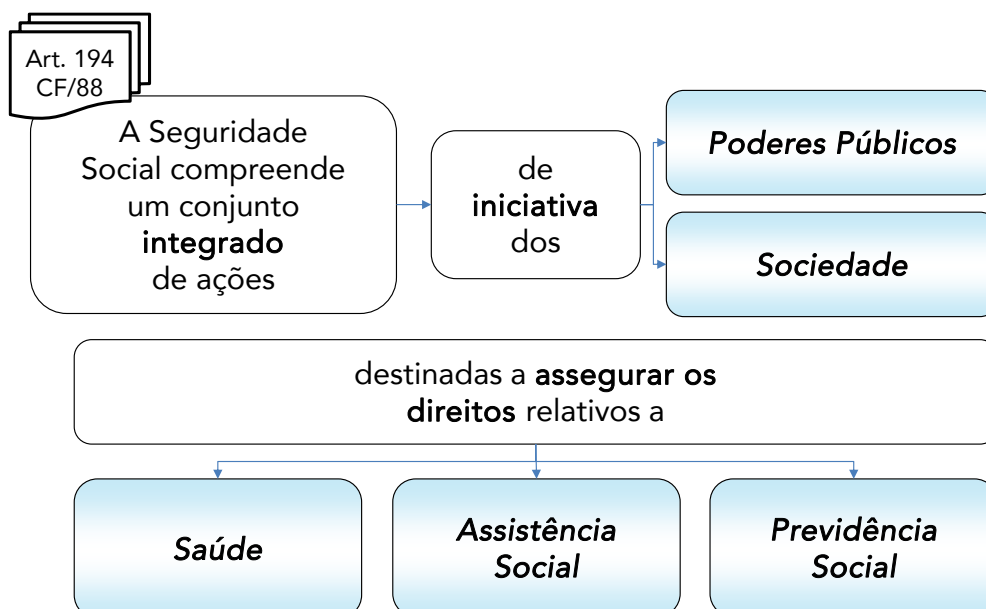 Art. 194
CF/88
A Seguridade
Social compreende
um conjunto
integrado
de ações
de
iniciativa
dos
Poderes Públicos
Sociedade
destinadas a assegurar os
direitos relativos a
Saúde
Assistência
Social
Previdência
Social